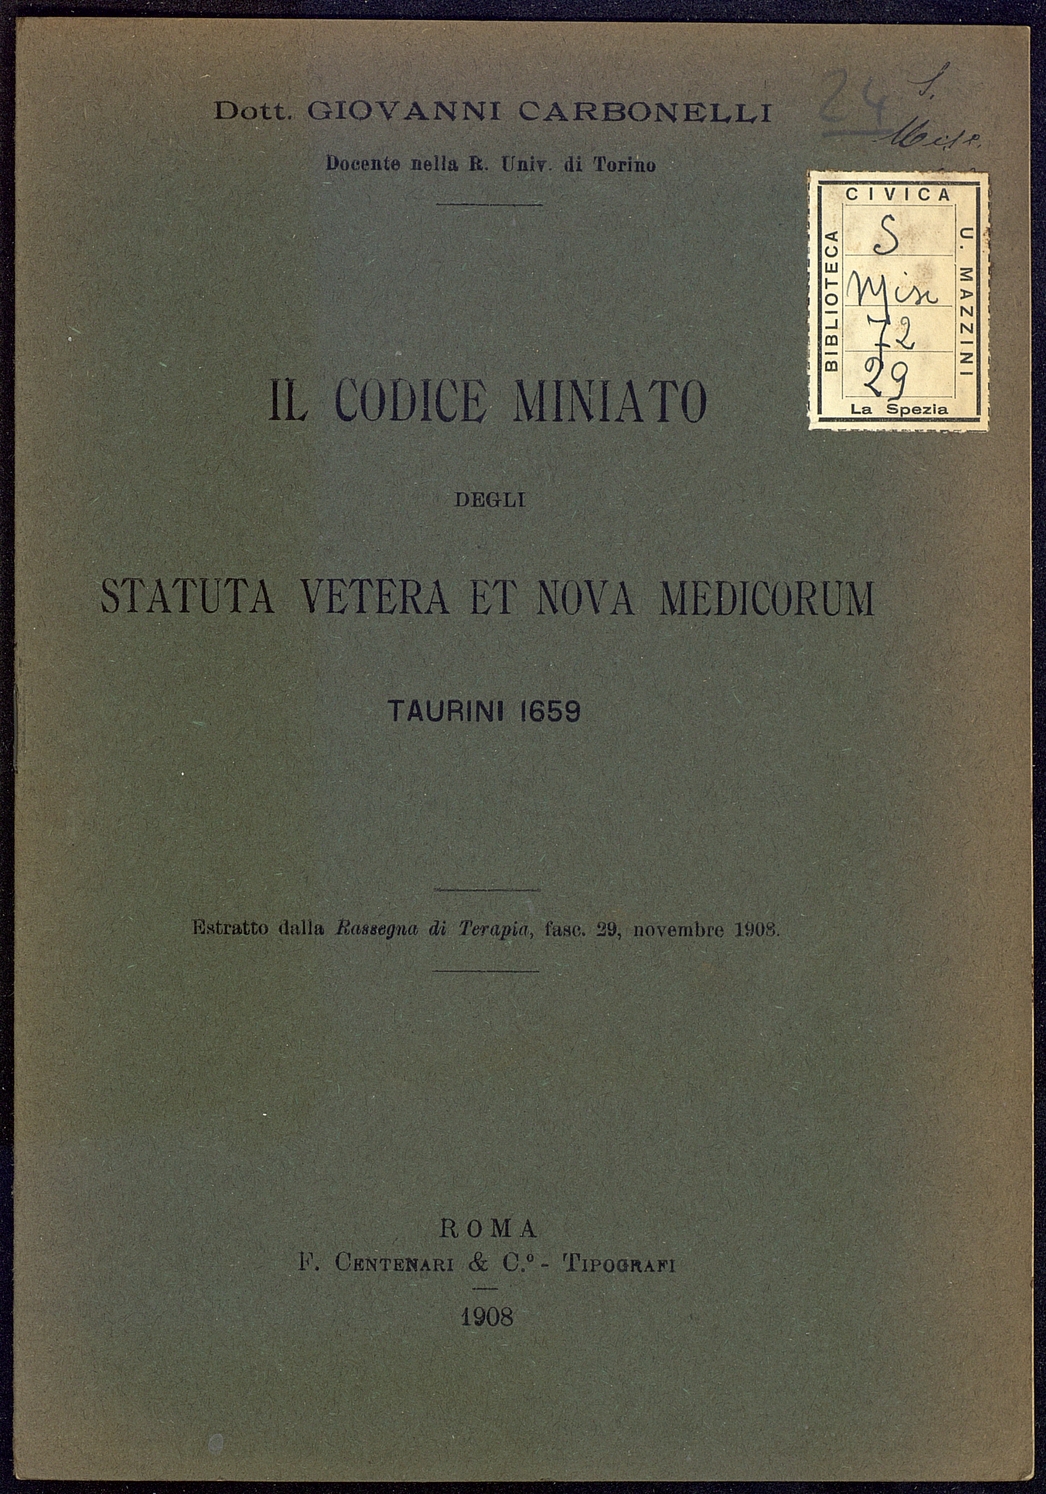 24
S.
Misc.
Dott. GIOVANNI CARBONELLI
Docente nella R. Univ. di Torino
CIVICA
BIBLIOTECA
U. MAZZINI
S
Misc
72
29
La Spezia
IL CODICE MINIATO
DEGLI
STATUTA VETERA ET NOVA MEDICORUM
TAURINI 1659
Estratto dalla Rassegna di Terapia, fasc. 29, novembre 1908.
ROMA
F. CENTENARI & C.º - TIPOGRAFI
1908